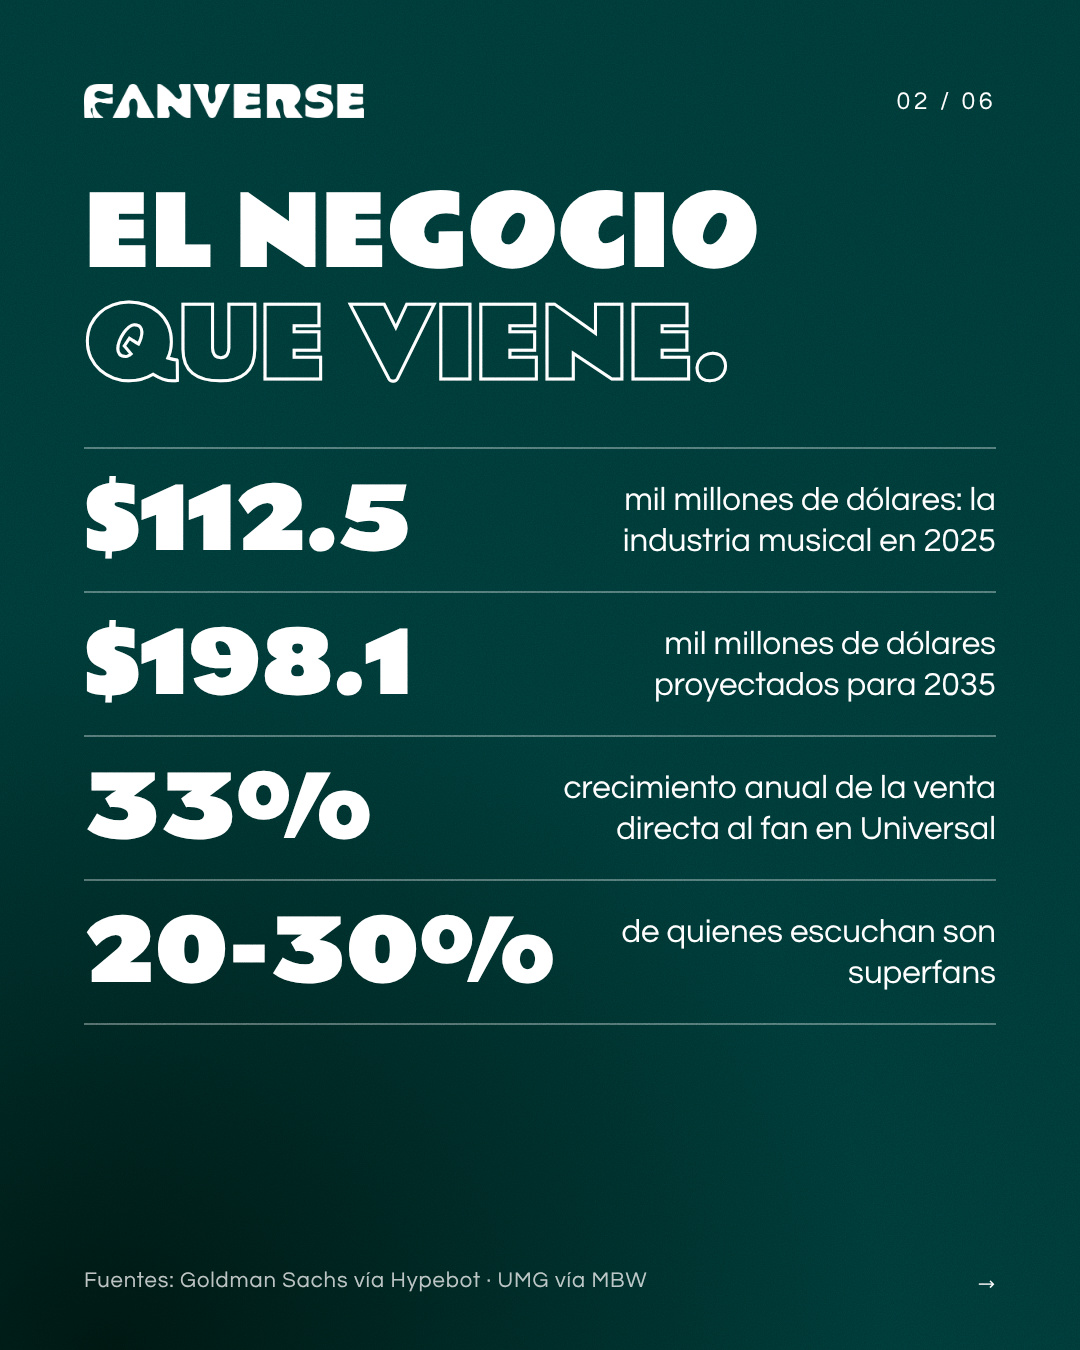 FANVERSE
02 / 06
EL NEGOCIO
QUE VIENE.
$112.5
mil millones de dólares: la
industria musical en 2025
$198.1
mil millones de dólares
proyectados para 2035
33%
crecimiento anual de la venta
directa al fan en Universal
20-30%
de quienes escuchan son
superfans
Fuentes: Goldman Sachs vía Hypebot · UMG vía MBW
→